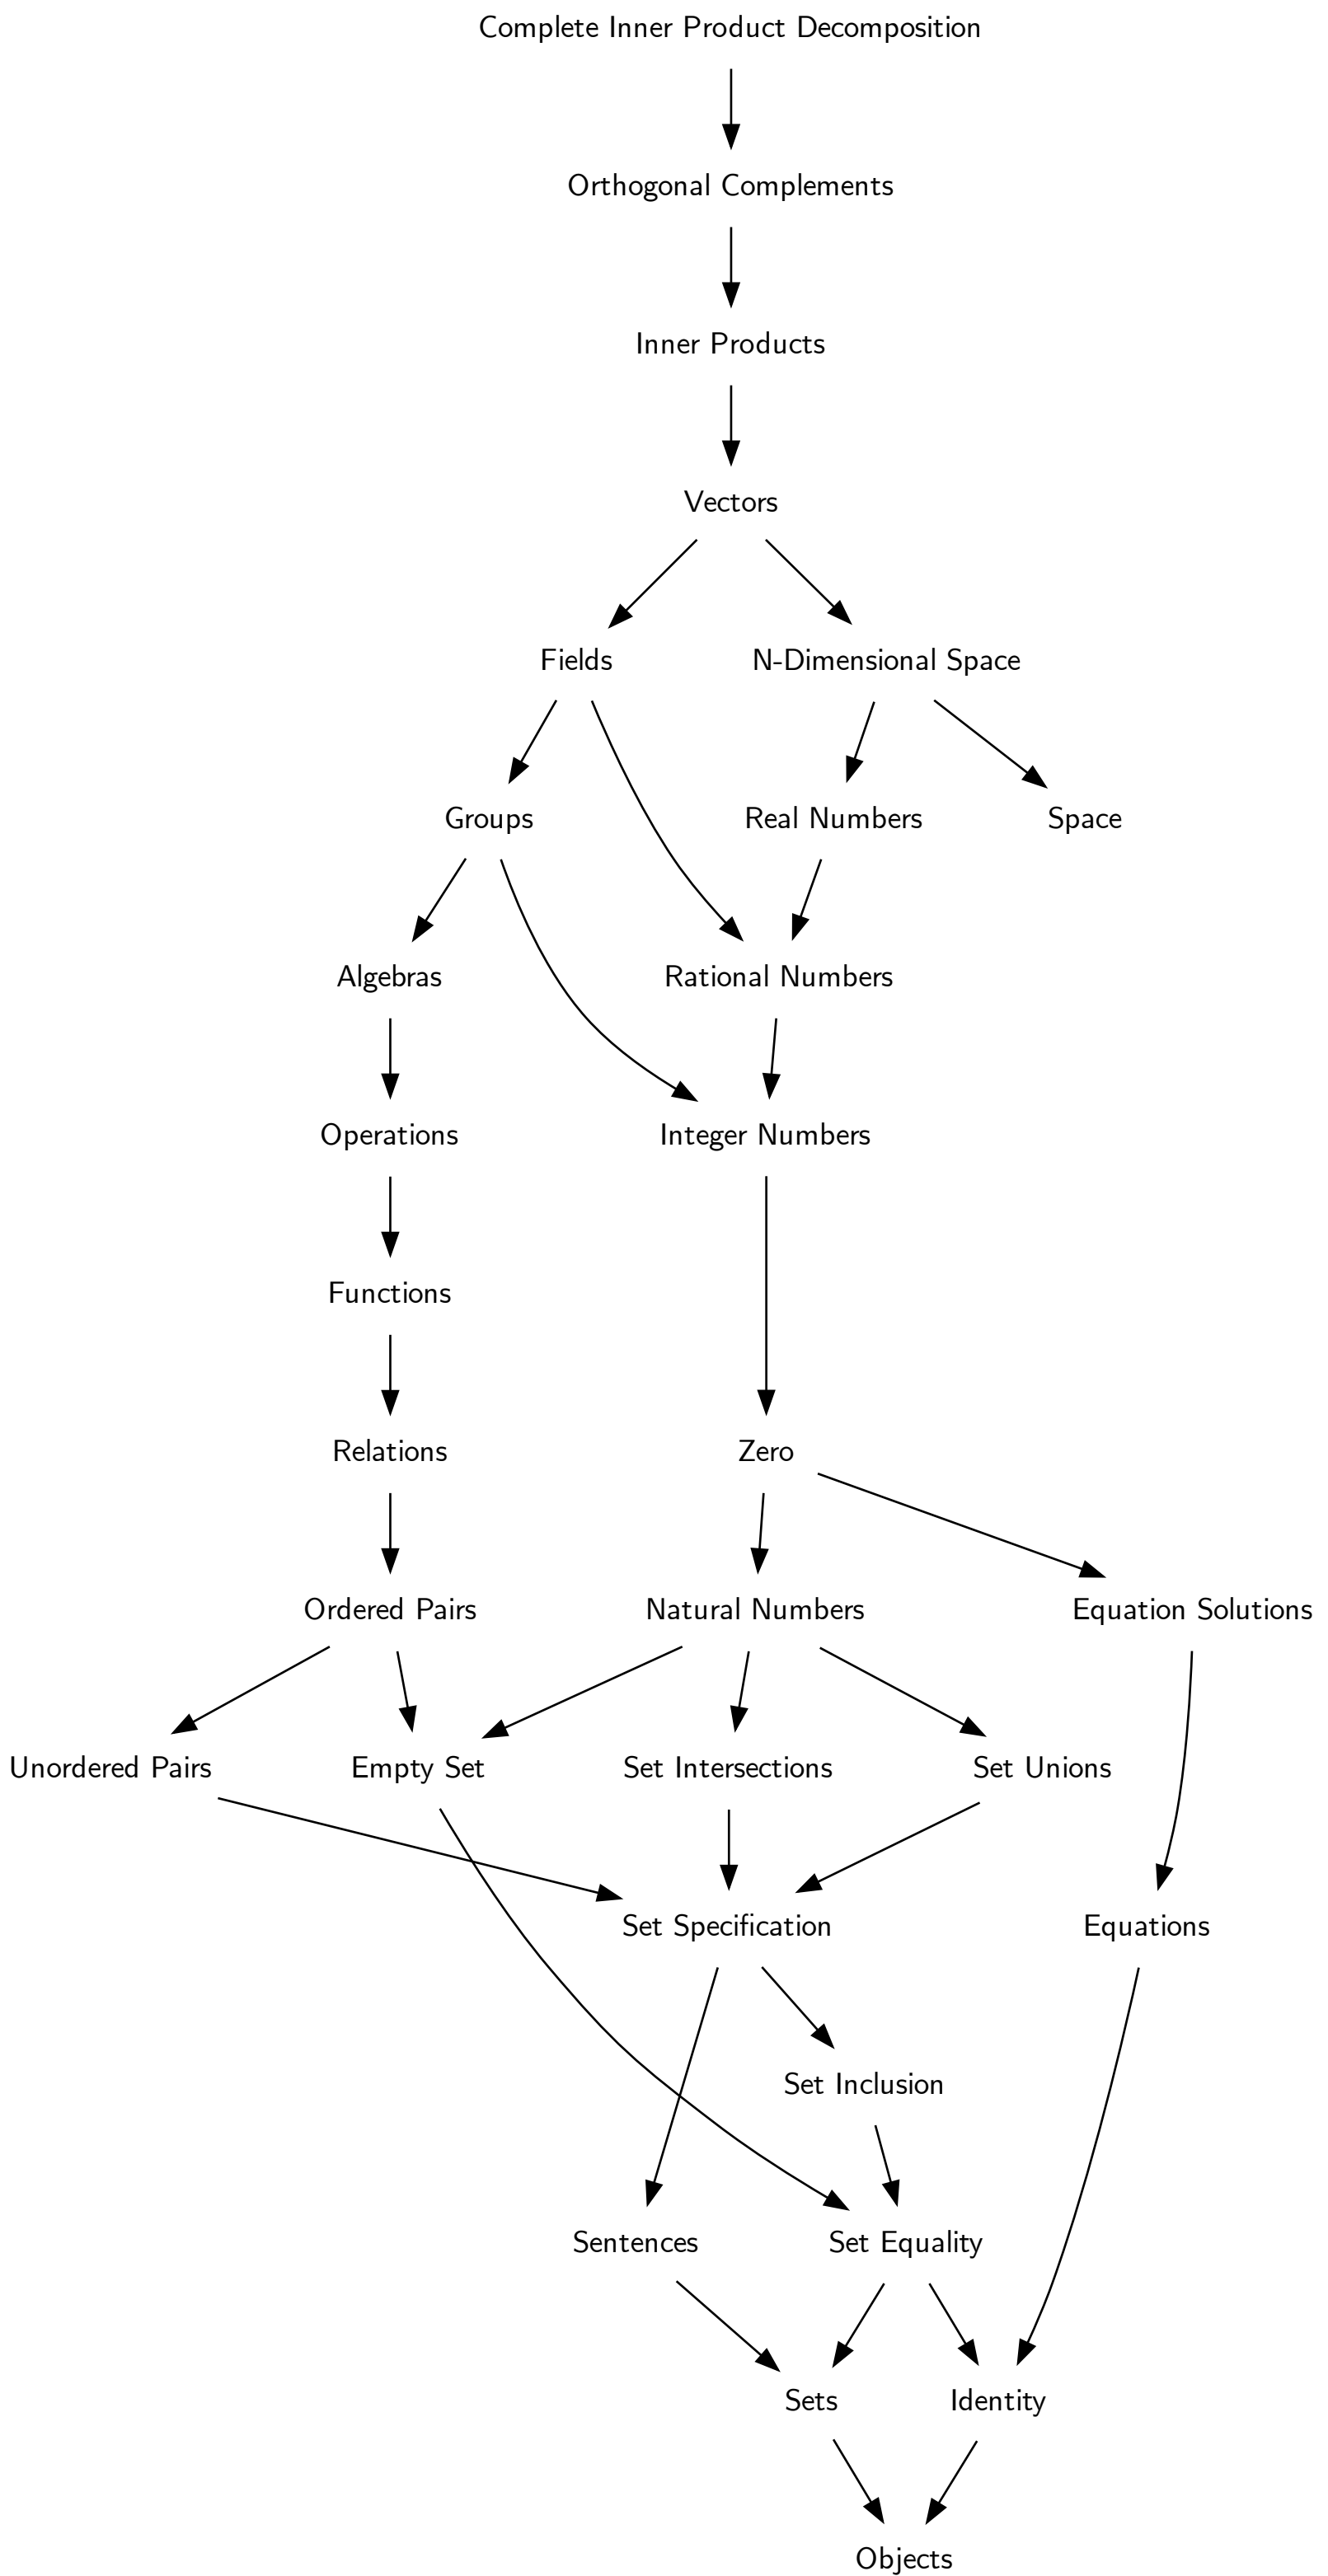 Complete Inner Product Decomposition
Orthogonal Complements
Inner Products
Vectors
Fields
N-Dimensional Space
Groups
Real Numbers
Space
Algebras
Rational Numbers
Operations
Integer Numbers
Functions
Relations
Zero
Ordered Pairs
Natural Numbers
Equation Solutions
Unordered Pairs
Empty Set
Set Intersections
Set Unions
Set Specification
Equations
Set Inclusion
Sentences
Set Equality
Sets
Identity
Objects